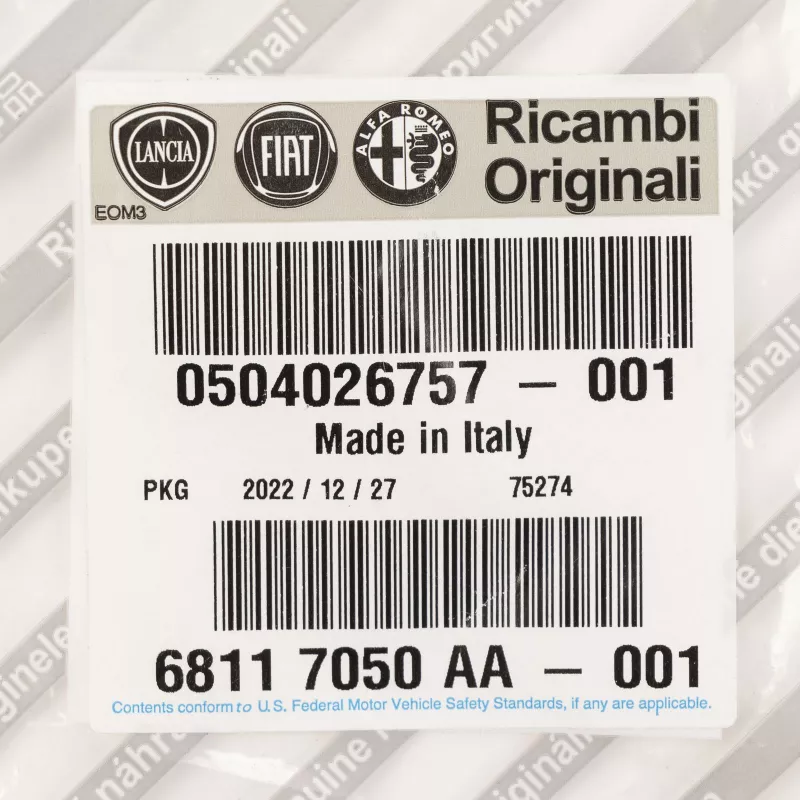 LANCIA
FIAT
ALFA ROMEO
Ricambi
Originali
EOM3
0504026757 – 001
Made in Italy
PKG 2022 / 12 / 27 75274
6811 7050 AA – 001
Contents conform to U.S. Federal Motor Vehicle Safety Standards, if any are applicable.